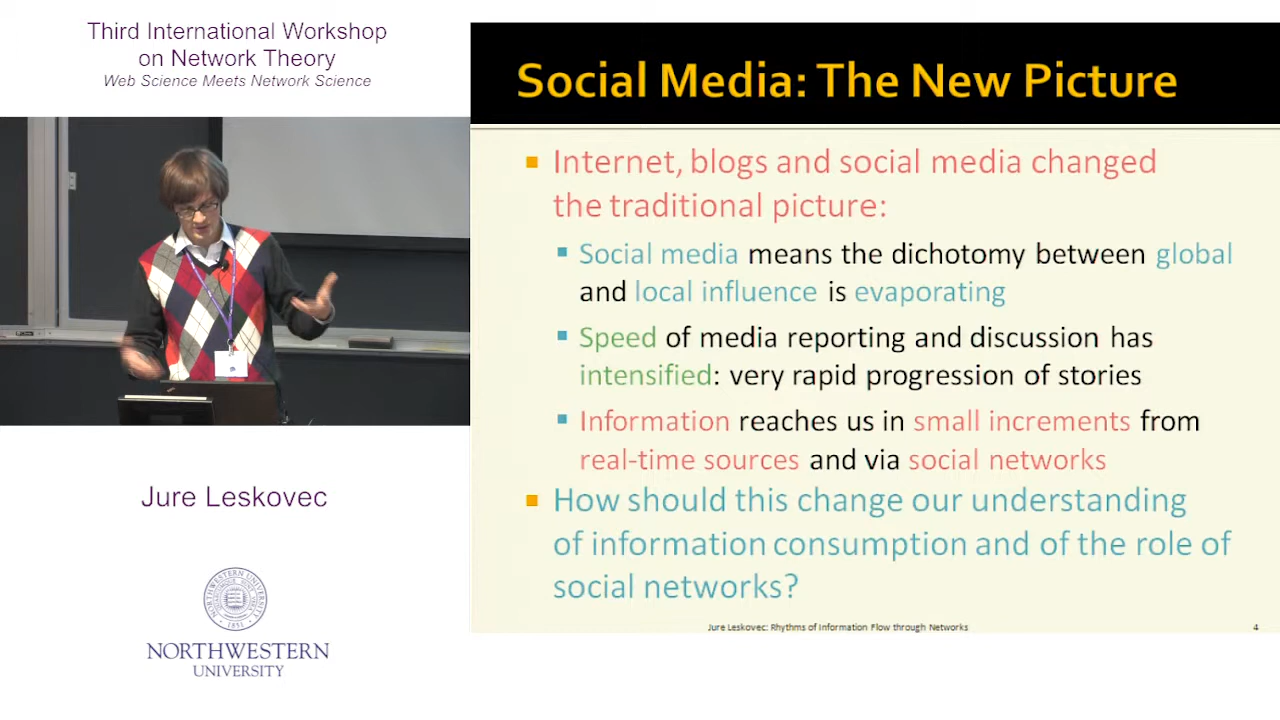 Third International Workshop
on Network Theory
Web Science Meets Network Science
Jure Leskovec
NORTHWESTERN
UNIVERSITY
Social Media: The New Picture
Internet, blogs and social media changed
the traditional picture:
Social media means the dichotomy between global
and local influence is evaporating
Speed of media reporting and discussion has
intensified: very rapid progression of stories
Information reaches us in small increments from
real-time sources and via social networks
How should this change our understanding
of information consumption and of the role of
social networks?
Jure Leskovec: Rhythms of Information Flow through Networks
4